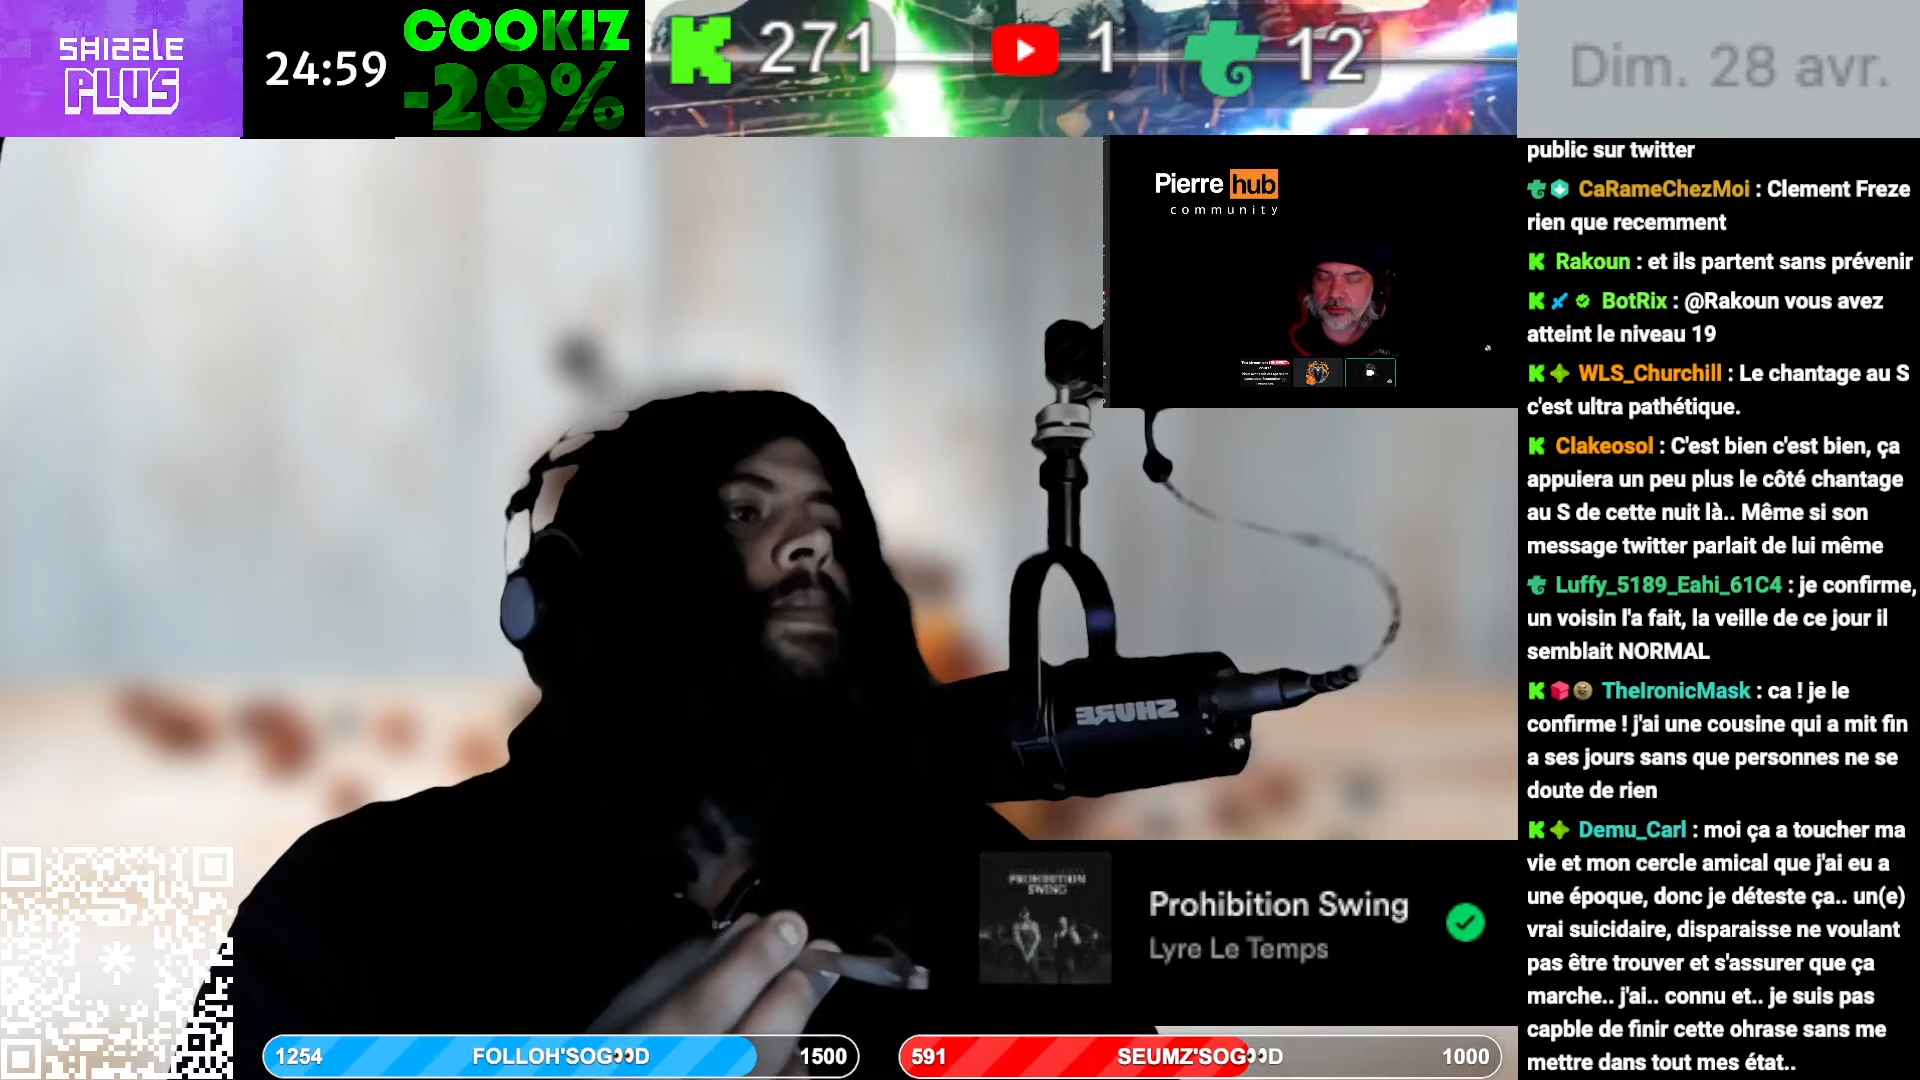 SHIZZLE
PLUS
24:59
COOKIZ
-20%
271
1
12
Dim. 28 avr.
Pierre hub
community
public sur twitter
CaRameChezMoi : Clement Freze
rien que recemment
Rakoun : et ils partent sans prévenir
BotRix : @Rakoun vous avez
atteint le niveau 19
WLS_Churchill : Le chantage au S
c'est ultra pathétique.
Clakeosol : C'est bien c'est bien, ça
appuiera un peu plus le côté chantage
au S de cette nuit là.. Même si son
message twitter parlait de lui même
Luffy_5189_Eahi_61C4 : je confirme,
un voisin l'a fait, la veille de ce jour il
semblait NORMAL
TheIronicMask : ca ! je le
confirme ! j'ai une cousine qui a mit fin
a ses jours sans que personnes ne se
doute de rien
Demu_Carl : moi ça a toucher ma
vie et mon cercle amical que j'ai eu a
une époque, donc je déteste ça.. un(e)
vrai suicidaire, disparaisse ne voulant
pas être trouver et s'assurer que ça
marche.. j'ai.. connu et.. je suis pas
capble de finir cette ohrase sans me
mettre dans tout mes état..
SHURE
PROHIBITION
SWING
Prohibition Swing
Lyre Le Temps
1254 FOLLOH'SOG👀D 1500
591 SEUMZ'SOG👀D 1000